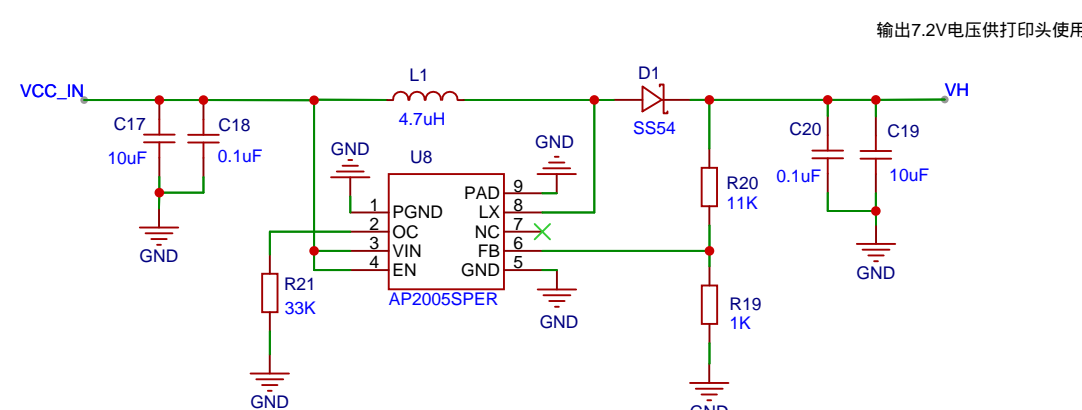 输出7.2V电压供打印头使用
VCC_IN
L1
D1
VH
4.7uH
SS54
C17
C18
10uF
0.1uF
GND
U8
GND
C20
C19
0.1uF
10uF
PAD 9
1 PGND
LX 8
2 OC
NC 7
3 VIN
FB 6
4 EN
GND 5
AP2005SPER
R20
11K
GND
R21
33K
GND
R19
1K
GND
GND
GND